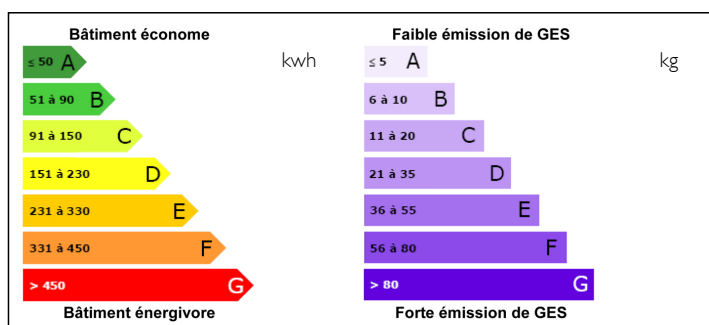 Bâtiment économe
kwh
≤ 50 A
51 à 90 B
91 à 150 C
151 à 230 D
231 à 330 E
331 à 450 F
> 450 G
Bâtiment énergivore
Faible émission de GES
kg
≤ 5 A
6 à 10 B
11 à 20 C
21 à 35 D
36 à 55 E
56 à 80 F
> 80 G
Forte émission de GES